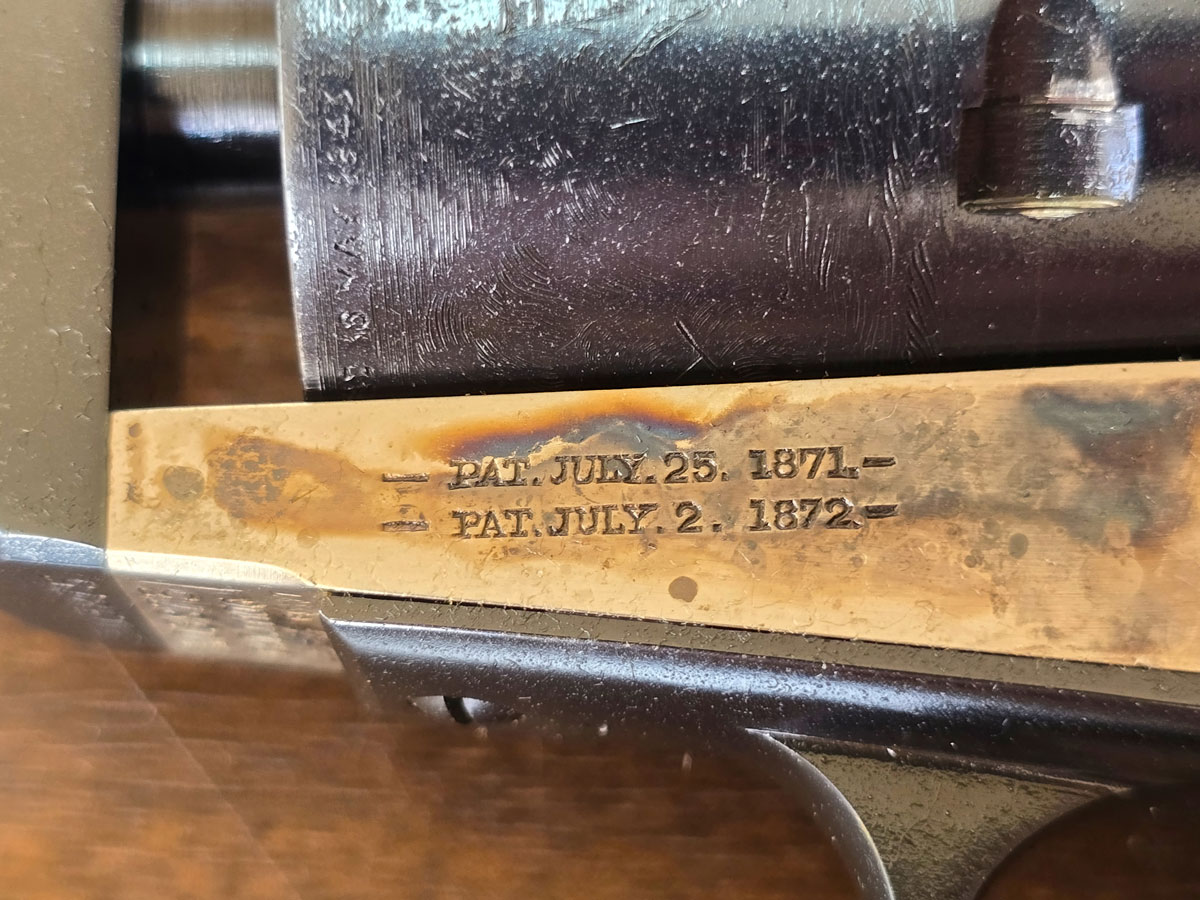 – PAT. JULY. 25. 1871. –
– PAT. JULY. 2. 1872. –